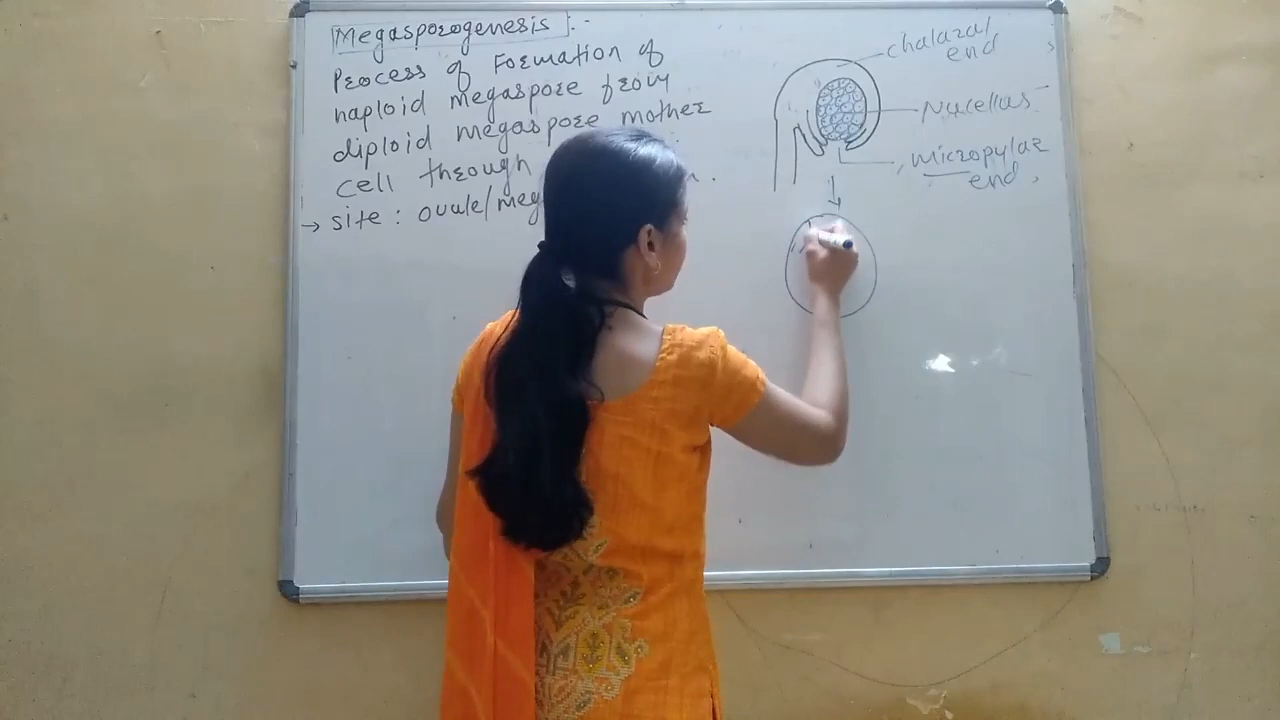 Megasporogenesis :-
Process of Formation of
haploid megaspore from
diploid megaspore mother
cell through
→ site : ovule/meg
chalazal
end
Nucellus
micropylar
end